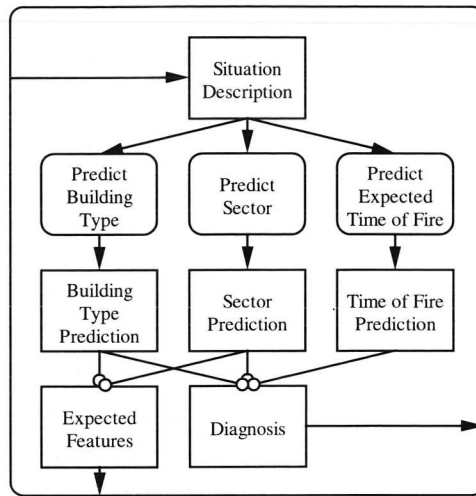 Situation
Description
Predict
Building
Type
Predict
Sector
Predict
Expected
Time of Fire
Building
Type
Prediction
Sector
Prediction
Time of Fire
Prediction
Expected
Features
Diagnosis